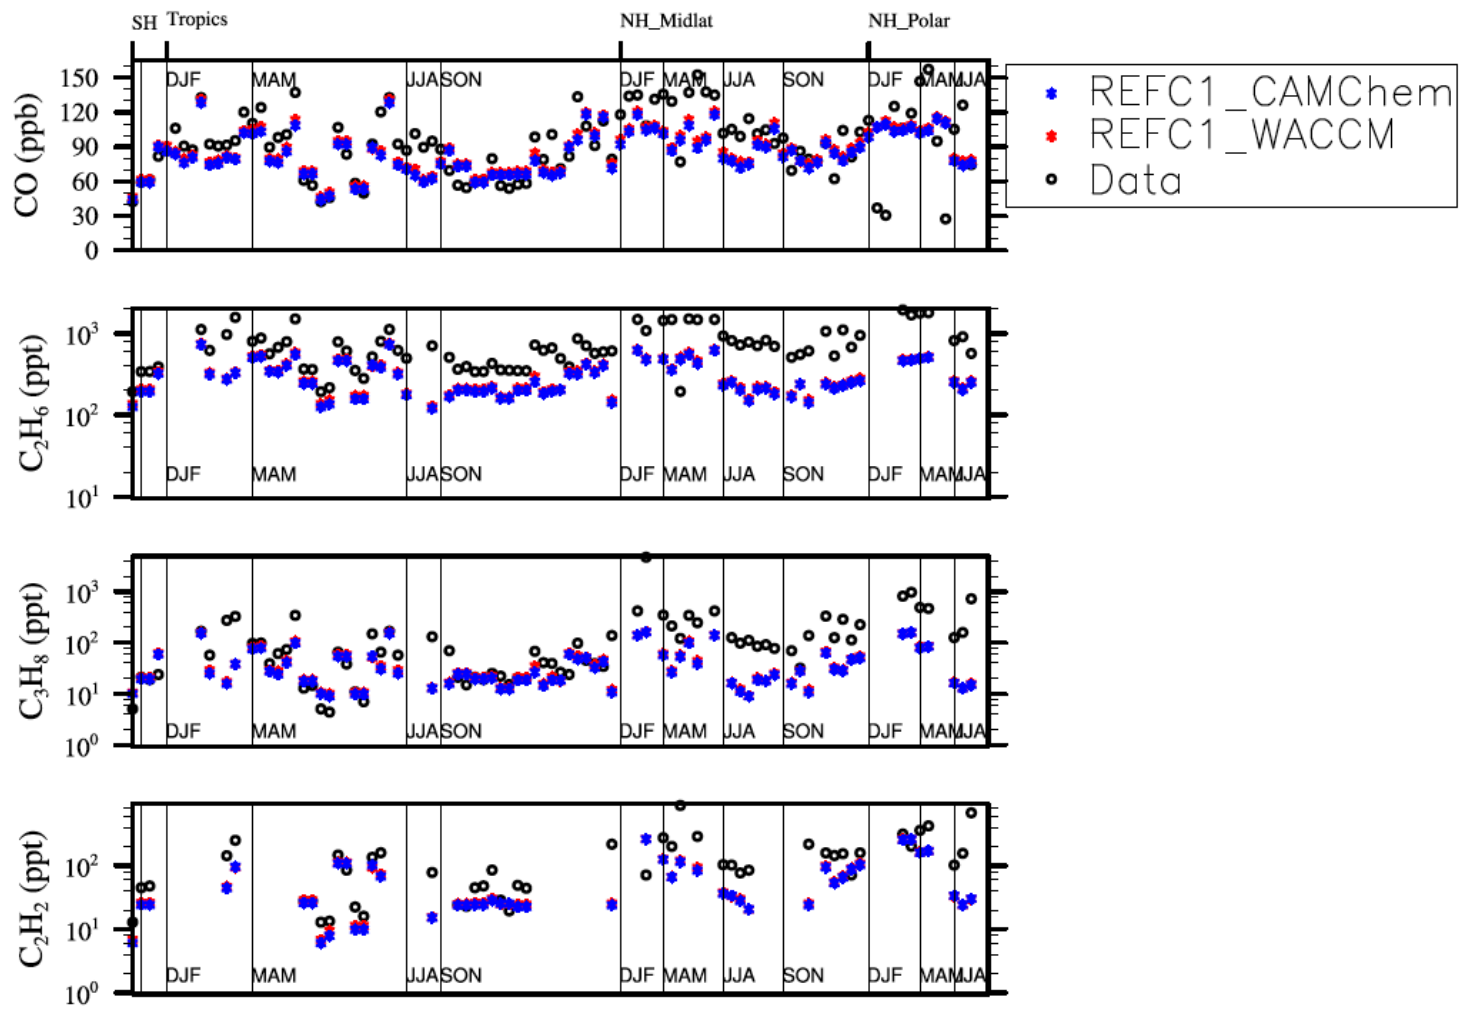 SH Tropics NH_Midlat NH_Polar
DJF MAM JJA SON DJF MAM JJA SON DJF MAM JJA
CO (ppb)
150
120
90
60
30
0
REFC1_CAMChem
REFC1_WACCM
Data
C₂H₆ (ppt)
10³
10²
10¹
DJF MAM JJA SON DJF MAM JJA SON DJF MAM JJA
C₃H₈ (ppt)
10³
10²
10¹
10⁰
DJF MAM JJA SON DJF MAM JJA SON DJF MAM JJA
C₂H₂ (ppt)
10²
10¹
10⁰
DJF MAM JJA SON DJF MAM JJA SON DJF MAM JJA